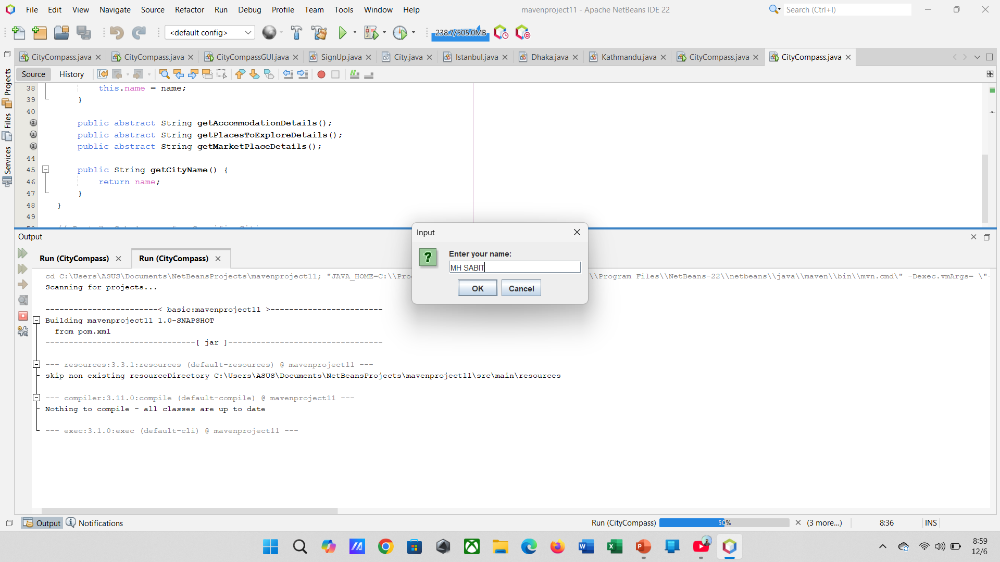 File Edit View Navigate Source Refactor Run Debug Profile Team Tools Window Help mavenproject11 - Apache NetBeans IDE 22 Search (Ctrl+I)
<default config> 238.7/505.0MB
CityCompass.java CityCompass.java CityCompassGUI.java SignUp.java City.java Istanbul.java Dhaka.java Kathmandu.java CityCompass.java CityCompass.java
Source History
Projects
Files
Services
38 this.name = name;
39 }
40
public abstract String getAccommodationDetails();
public abstract String getPlacesToExploreDetails();
public abstract String getMarketPlaceDetails();
44
45 public String getCityName() {
46 return name;
47 }
48 }
49
Output
Run (CityCompass) Run (CityCompass)
Input
Enter your name:
MH SABIT
OK Cancel
cd C:\Users\ASUS\Documents\NetBeansProjects\mavenproject11; "JAVA_HOME=C:\\Pro \\Program Files\\NetBeans-22\\netbeans\\java\\maven\\bin\\mvn.cmd\" -Dexec.vmArgs= \"-
Scanning for projects...
------------------------< basic:mavenproject11 >------------------------
Building mavenproject11 1.0-SNAPSHOT
from pom.xml
--------------------------------[ jar ]---------------------------------
--- resources:3.3.1:resources (default-resources) @ mavenproject11 ---
skip non existing resourceDirectory C:\Users\ASUS\Documents\NetBeansProjects\mavenproject11\src\main\resources
--- compiler:3.11.0:compile (default-compile) @ mavenproject11 ---
Nothing to compile - all classes are up to date
--- exec:3.1.0:exec (default-cli) @ mavenproject11 ---
Output Notifications Run (CityCompass) 50% (3 more...) 8:36 INS
8:59
12/6